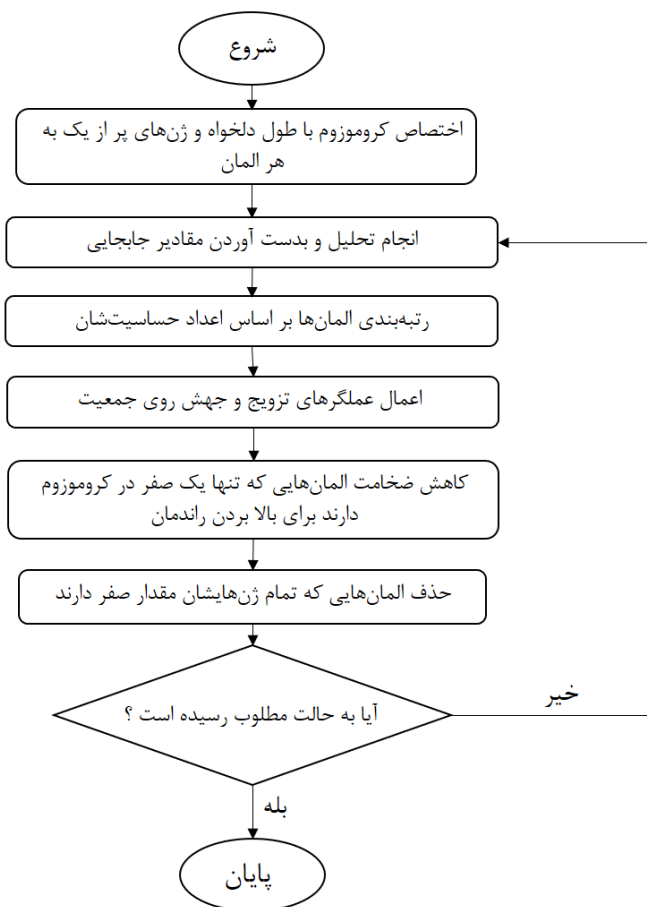 شروع
اختصاص کروموزوم با طول دلخواه و ژن‌های پر از یک به
هر المان
انجام تحلیل و بدست آوردن مقادیر جابجایی
رتبه‌بندی المان‌ها بر اساس اعداد حساسیت‌شان
اعمال عملگرهای تزویج و جهش روی جمعیت
کاهش ضخامت المان‌هایی که تنها یک صفر در کروموزوم
دارند برای بالا بردن راندمان
حذف المان‌هایی که تمام ژن‌هایشان مقدار صفر دارند
آیا به حالت مطلوب رسیده است ؟
خیر
بله
پایان